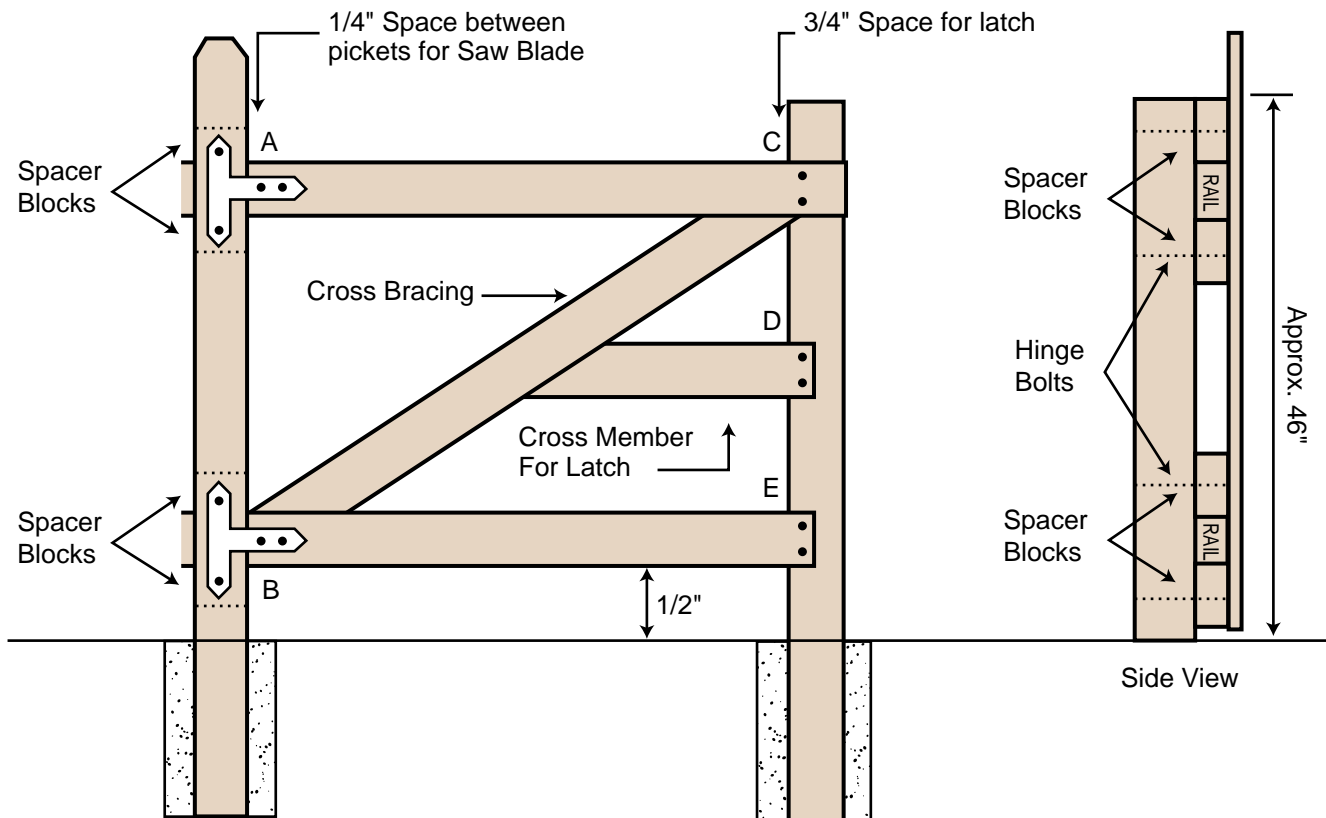 1/4" Space between
pickets for Saw Blade
3/4" Space for latch
A
C
Spacer
Blocks
Spacer
Blocks
RAIL
Cross Bracing
D
Hinge
Bolts
Approx. 46"
Cross Member
For Latch
E
Spacer
Blocks
Spacer
Blocks
RAIL
B
1/2"
Side View